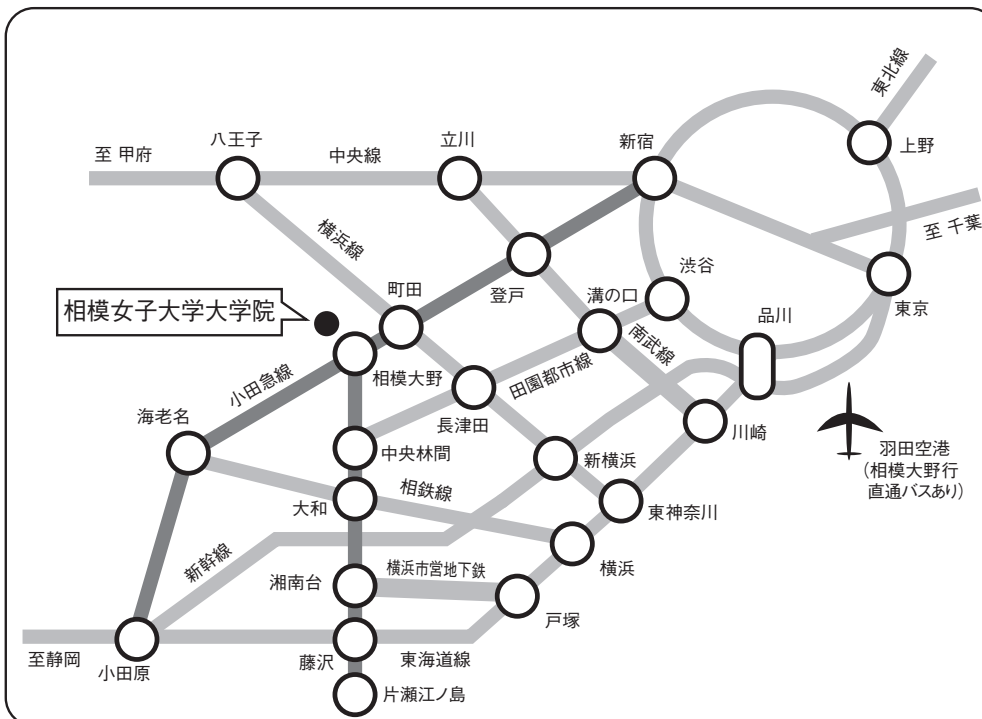 東北線
八王子
立川
新宿
上野
至 甲府
中央線
横浜線
至 千葉
渋谷
町田
登戸
溝の口
東京
相模女子大学大学院
品川
南武線
小田急線
相模大野
田園都市線
海老名
長津田
川崎
中央林間
新横浜
羽田空港
(相模大野行
直通バスあり)
相鉄線
大和
東神奈川
新幹線
横浜市営地下鉄
横浜
湘南台
戸塚
至静岡
小田原
藤沢
東海道線
片瀬江ノ島